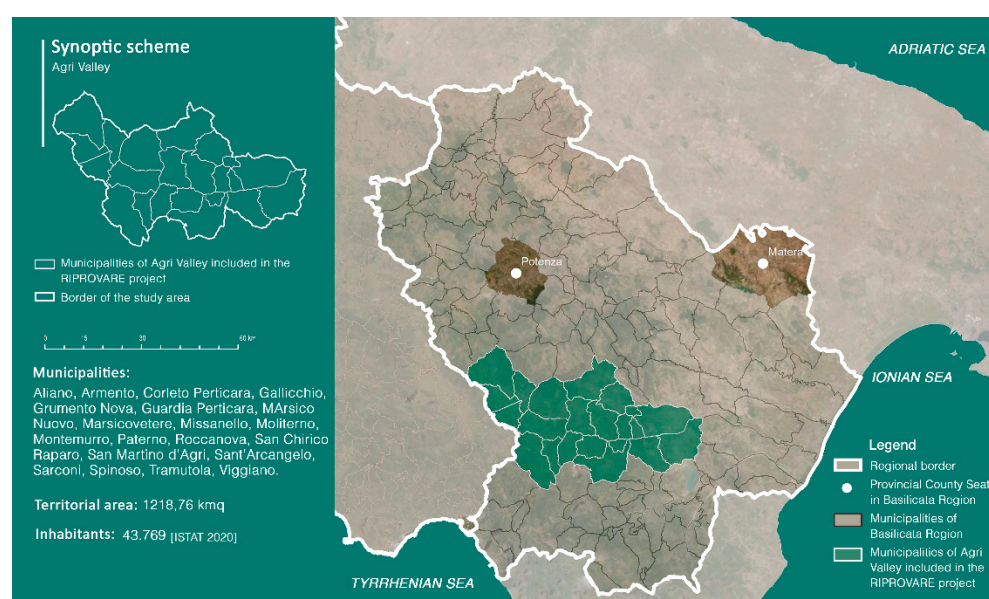 Synoptic scheme
Agri Valley
Municipalities of Agri Valley included in the
RIPROVARE project
Border of the study area
0 15 30 60 km
Municipalities:
Aliano, Armento, Corleto Perticara, Gallicchio,
Grumento Nova, Guardia Perticara, MArsico
Nuovo, Marsicovetere, Missanello, Moliterno,
Montemurro, Paterno, Roccanova, San Chirico
Raparo, San Martino d'Agri, Sant'Arcangelo,
Sarconi, Spinoso, Tramutola, Viggiano.
Territorial area: 1218,76 kmq
Inhabitants: 43.769 [ISTAT 2020]
ADRIATIC SEA
Potenza
Matera
IONIAN SEA
TYRRHENIAN SEA
Legend
Regional border
Provincial County Seat
in Basilicata Region
Municipalities of
Basilicata Region
Municipalities of Agri
Valley included in the
RIPROVARE project